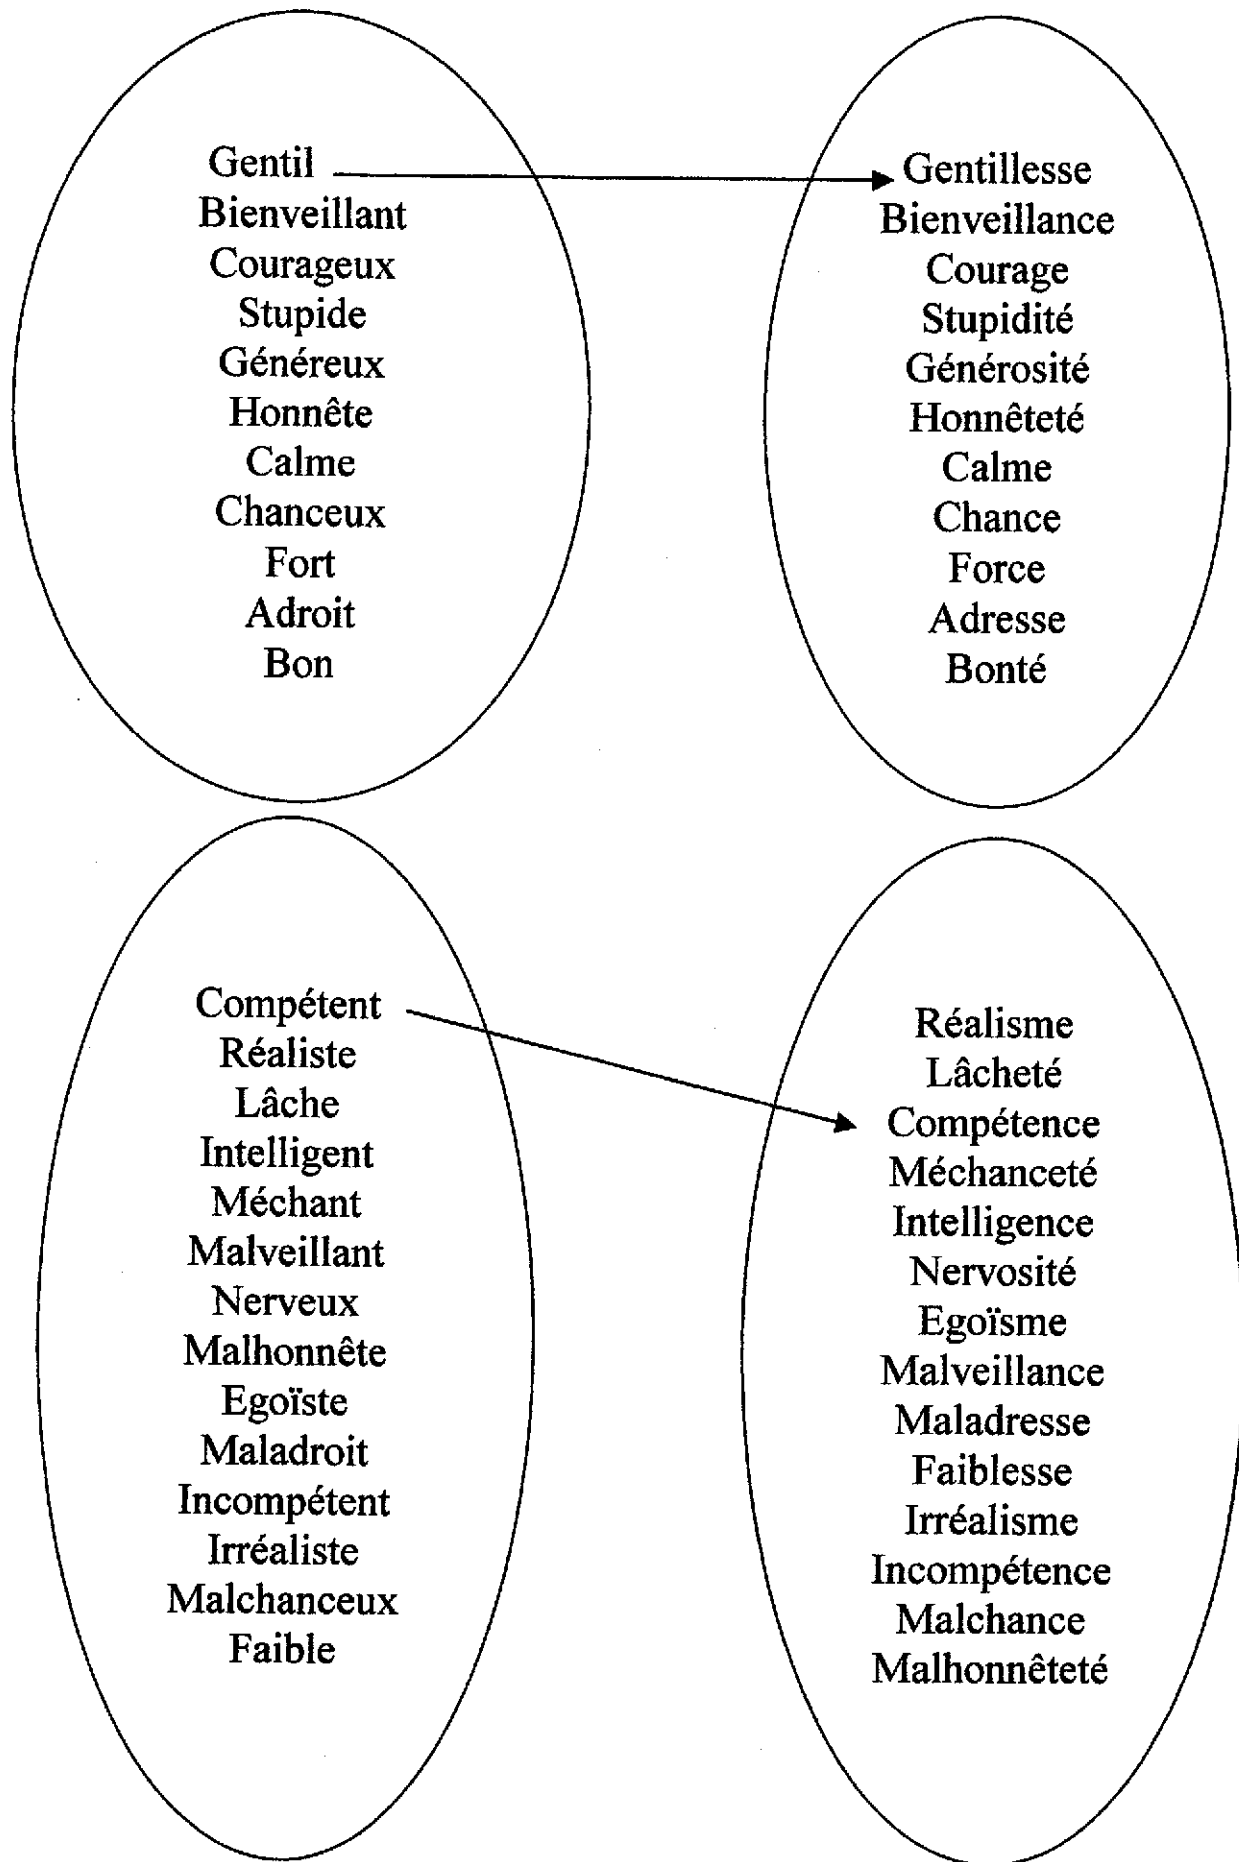 Gentil
Bienveillant
Courageux
Stupide
Généreux
Honnête
Calme
Chanceux
Fort
Adroit
Bon
Gentillesse
Bienveillance
Courage
Stupidité
Générosité
Honnêteté
Calme
Chance
Force
Adresse
Bonté
Compétent
Réaliste
Lâche
Intelligent
Méchant
Malveillant
Nerveux
Malhonnête
Egoïste
Maladroit
Incompétent
Irréaliste
Malchanceux
Faible
Réalisme
Lâcheté
Compétence
Méchanceté
Intelligence
Nervosité
Egoïsme
Malveillance
Maladresse
Faiblesse
Irréalisme
Incompétence
Malchance
Malhonnêteté